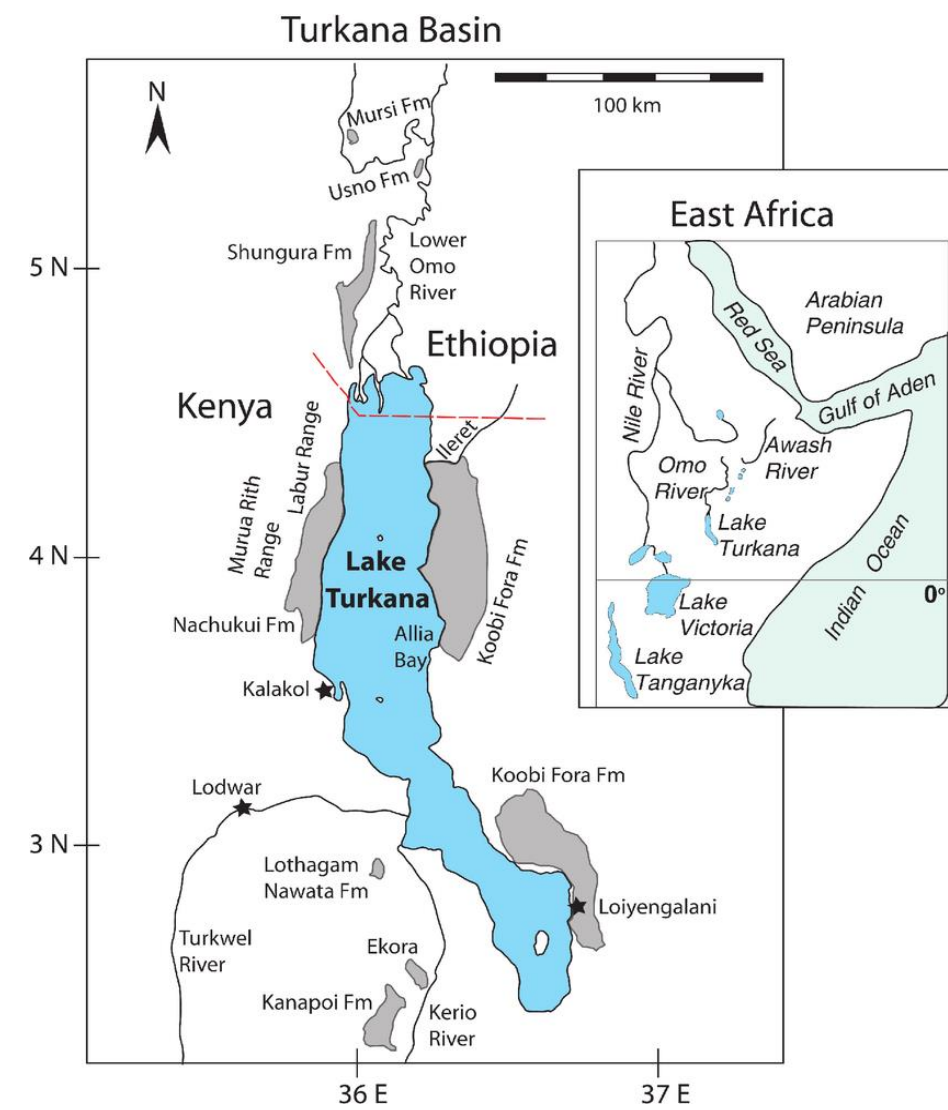 Turkana Basin
N
100 km
Mursi Fm
Usno Fm
Shungura Fm
Lower
Omo
River
5 N
Ethiopia
Kenya
Ileret
Labur Range
Murua Rith
Range
4 N
Lake
Turkana
Koobi Fora Fm
Nachukui Fm
Allia
Bay
Kalakol
Koobi Fora Fm
Lodwar
3 N
Lothagam
Nawata Fm
Loiyengalani
Turkwel
River
Ekora
Kanapoi Fm
Kerio
River
36 E
37 E
East Africa
Arabian
Peninsula
Red Sea
Nile River
Gulf of Aden
Awash
River
Omo
River
Lake
Turkana
Indian Ocean
0°
Lake
Victoria
Lake
Tanganyka